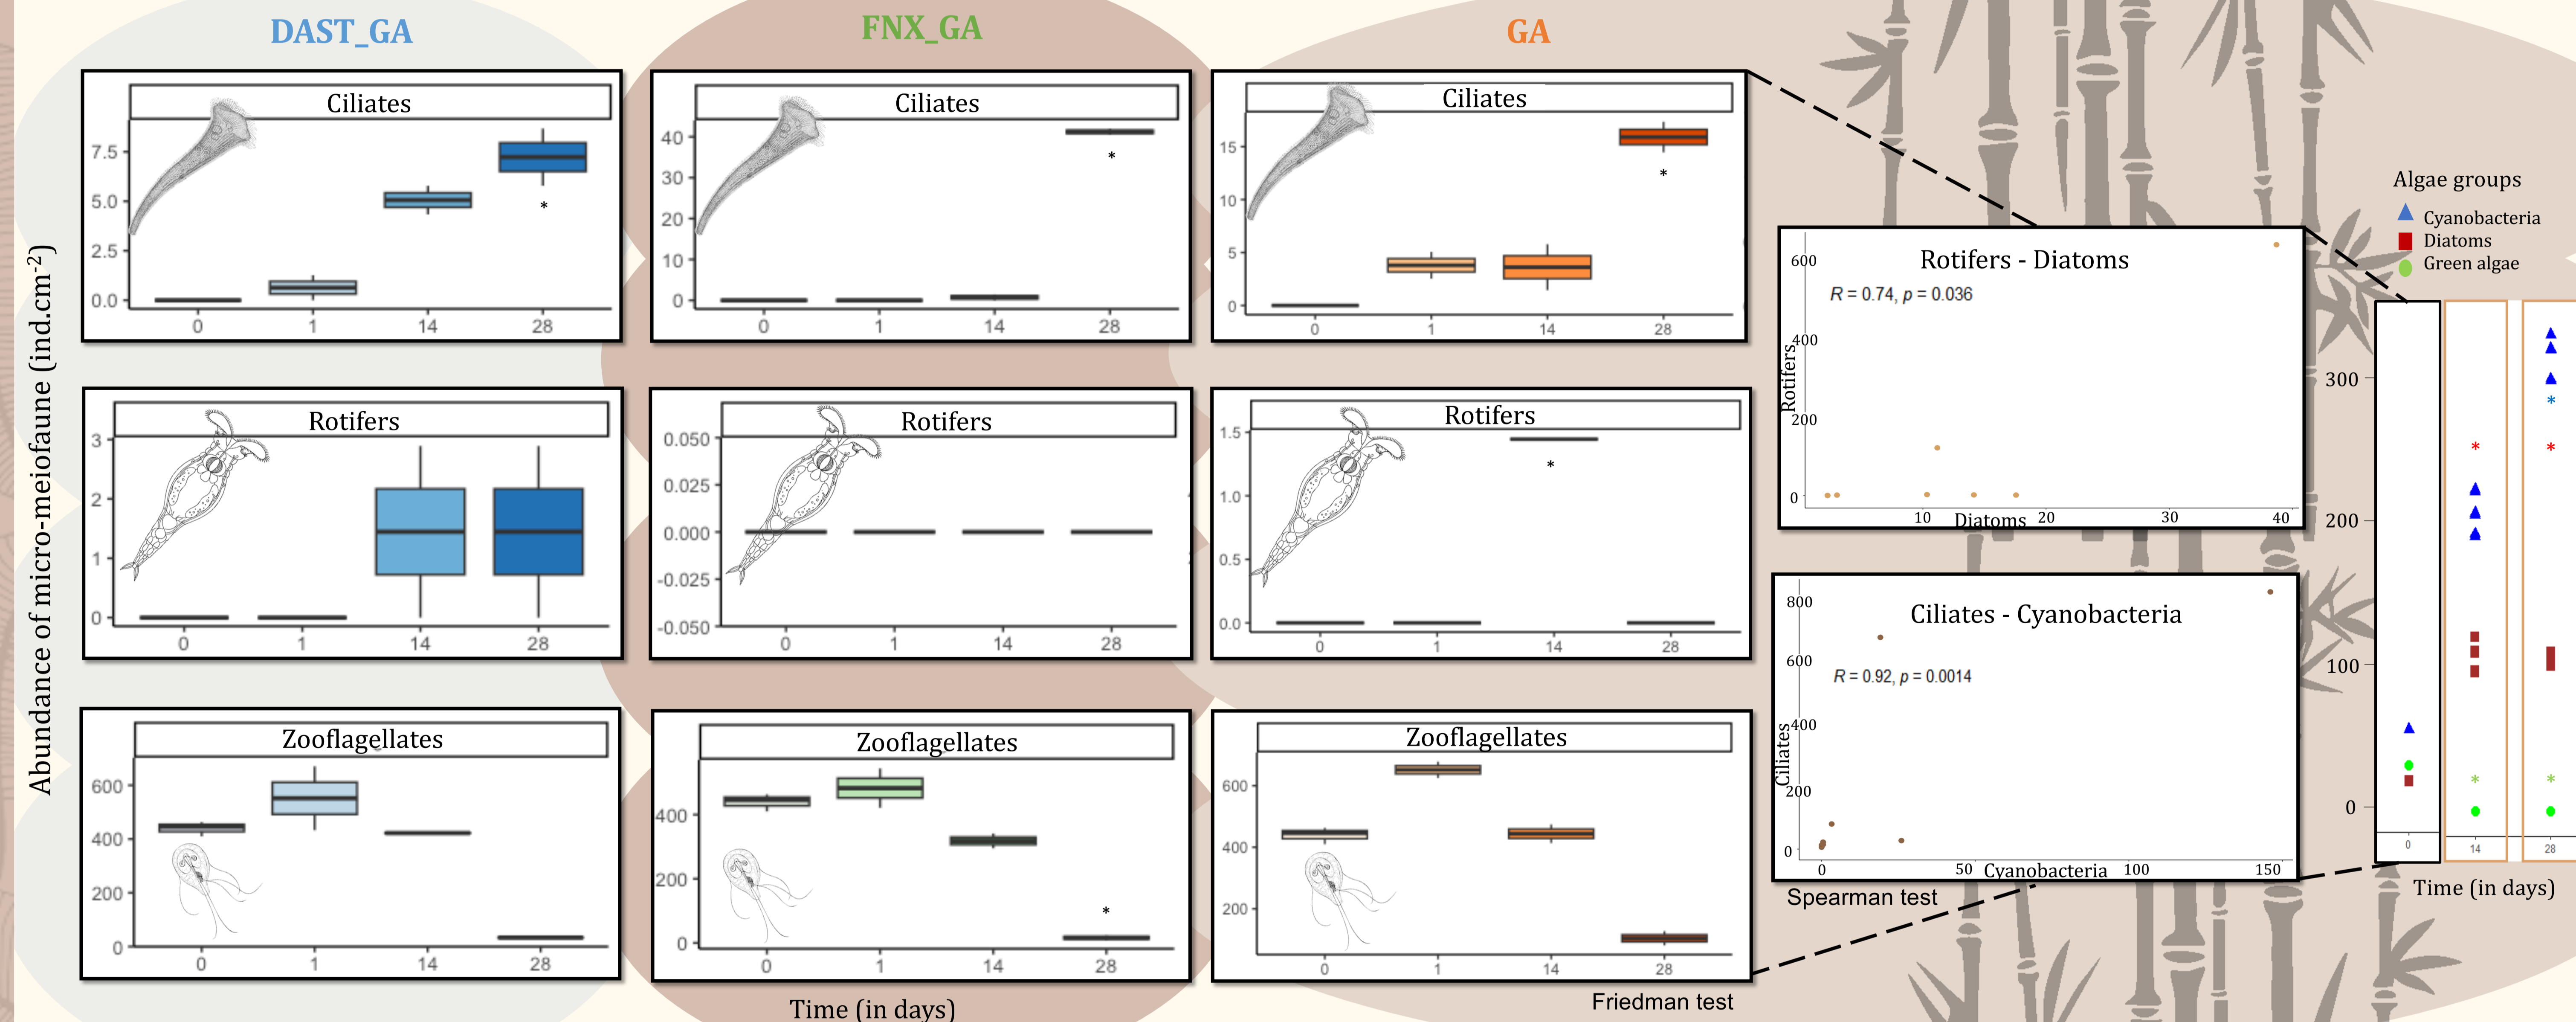 DAST_GA
FNX_GA
GA
Abundance of micro-meiofaune (ind.cm-2)
Ciliates
7.5
5.0
2.5
0.0
*
0 1 14 28
Ciliates
40
30
20
10
0
*
0 1 14 28
Ciliates
15
10
5
0
*
0 1 14 28
Rotifers
3
2
1
0
0 1 14 28
Rotifers
0.050
0.025
0.000
-0.025
-0.050
0 1 14 28
Rotifers
1.5
1.0
0.5
0.0
*
0 1 14 28
Zooflagellates
600
400
200
0
0 1 14 28
Zooflagellates
400
200
0
*
0 1 14 28
Zooflagellates
600
400
200
0 1 14 28
Time (in days)
Friedman test
Rotifers - Diatoms
R = 0.74, p = 0.036
Rotifers
600
400
200
0
10 20 30 40
Diatoms
Ciliates - Cyanobacteria
R = 0.92, p = 0.0014
Ciliates
800
600
400
200
0
0 50 100 150
Cyanobacteria
Spearman test
Algae groups
Cyanobacteria
Diatoms
Green algae
300
200
100
0
*
*
*
*
*
0 14 28
Time (in days)